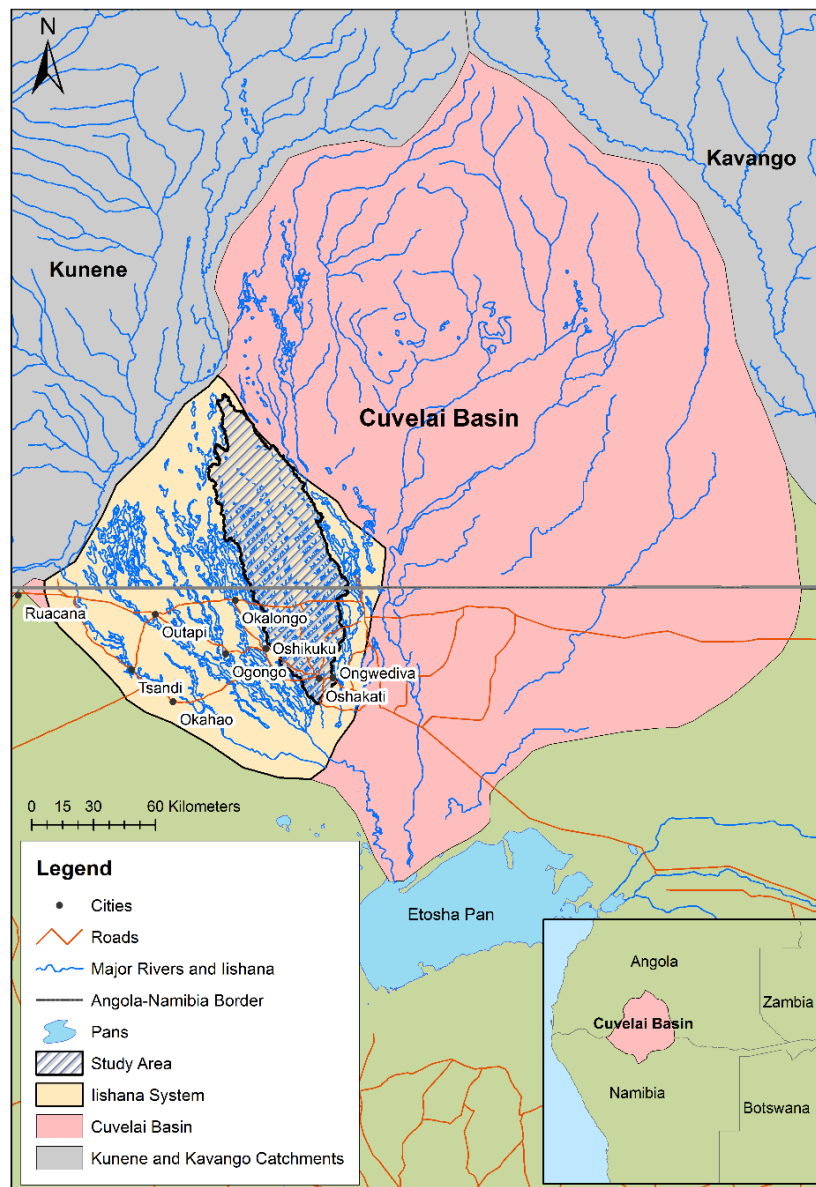 N
Kavango
Kunene
Cuvelai Basin
Ruacana
Okalongo
Outapi
Oshikuku
Ogongo
Ongwediva
Tsandi
Oshakati
Okahao
0 15 30 60 Kilometers
Etosha Pan
Legend
Cities
Roads
Major Rivers and Iishana
Angola-Namibia Border
Pans
Study Area
Iishana System
Cuvelai Basin
Kunene and Kavango Catchments
Angola
Zambia
Cuvelai Basin
Namibia
Botswana